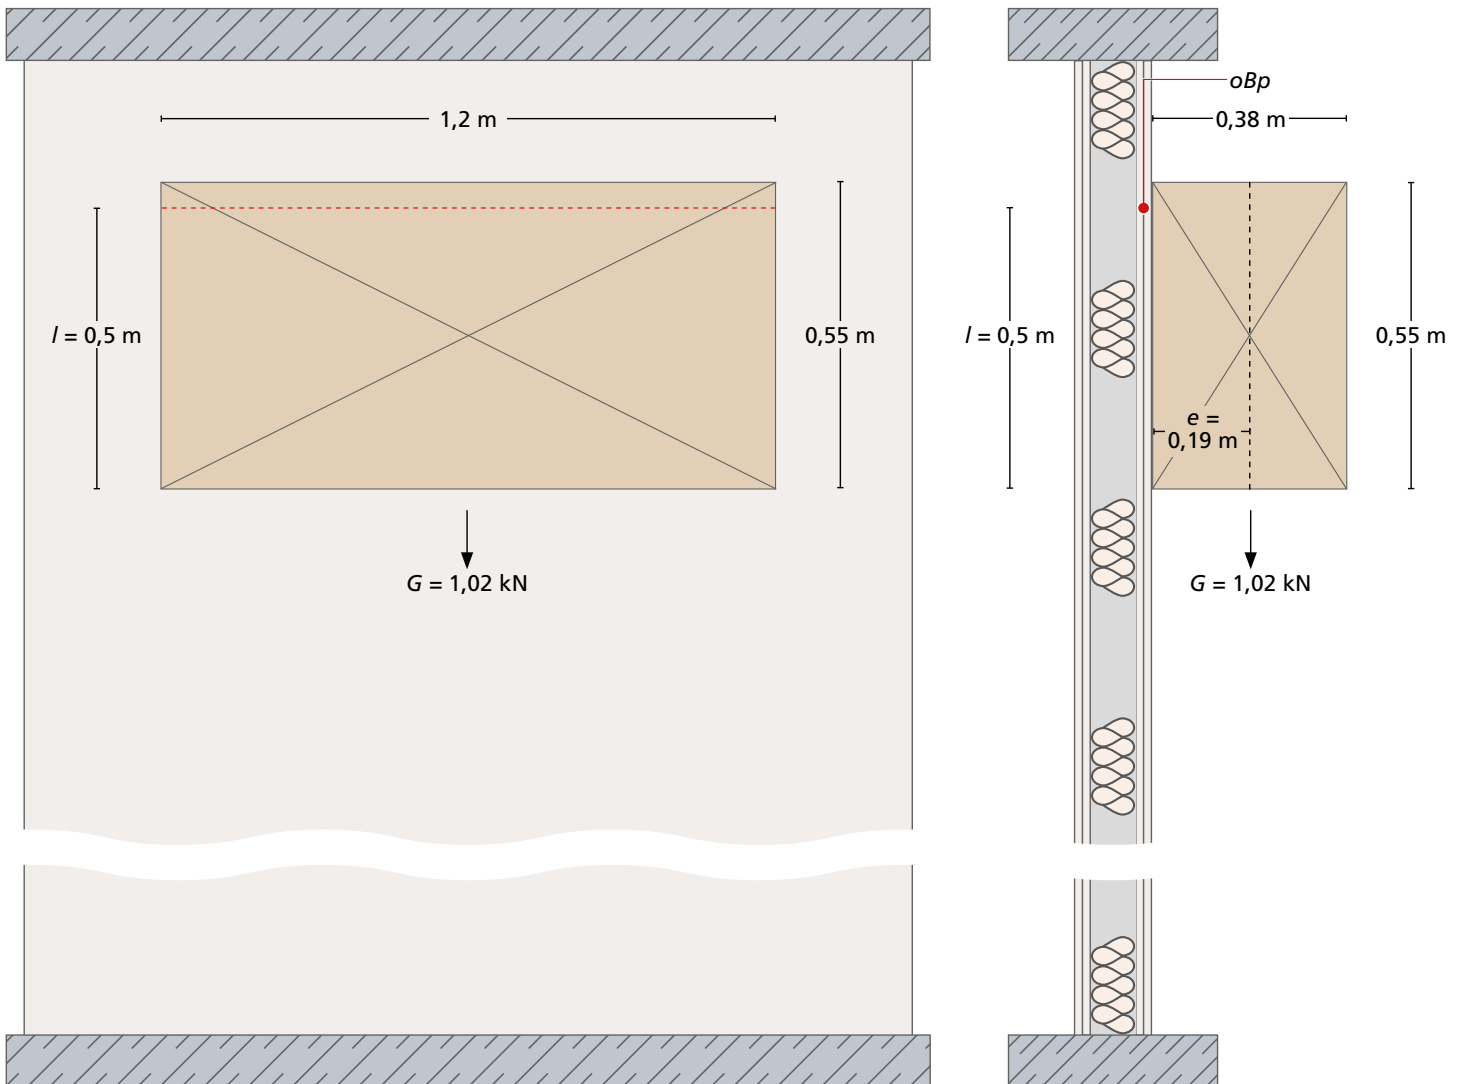 1,2 m
l = 0,5 m
0,55 m
G = 1,02 kN
oBp
0,38 m
l = 0,5 m
0,55 m
e =
0,19 m
G = 1,02 kN